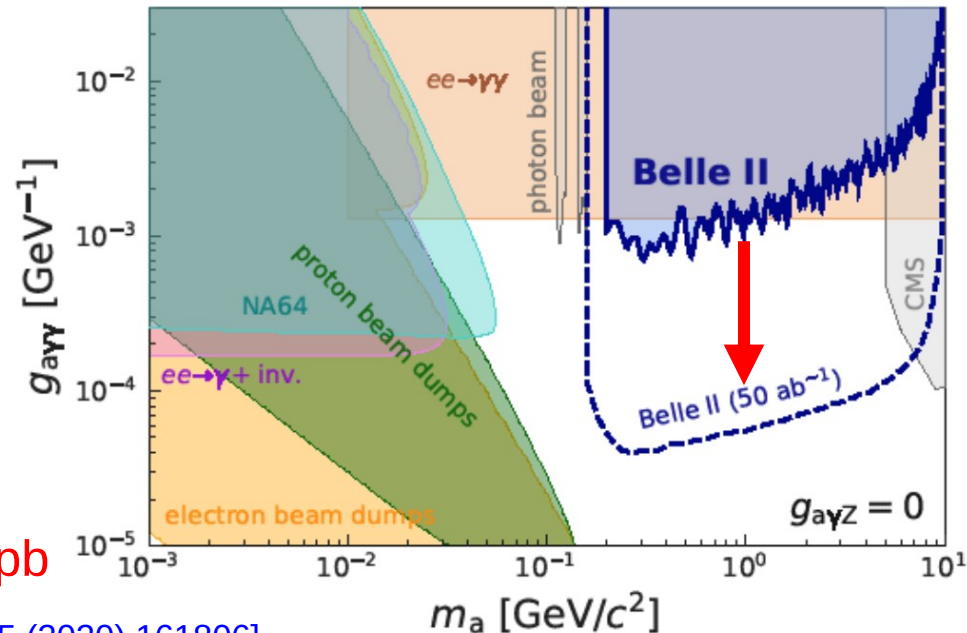 10⁻²
10⁻³
10⁻⁴
10⁻⁵
g_aγγ [GeV⁻¹]
ee→γγ
photon beam
Belle II
CMS
proton beam dumps
NA64
ee→γ + inv.
Belle II (50 ab⁻¹)
electron beam dumps
g_aγZ = 0
pb
10⁻³ 10⁻² 10⁻¹ 10⁰ 10¹
m_a [GeV/c²]
(2020) 161806]